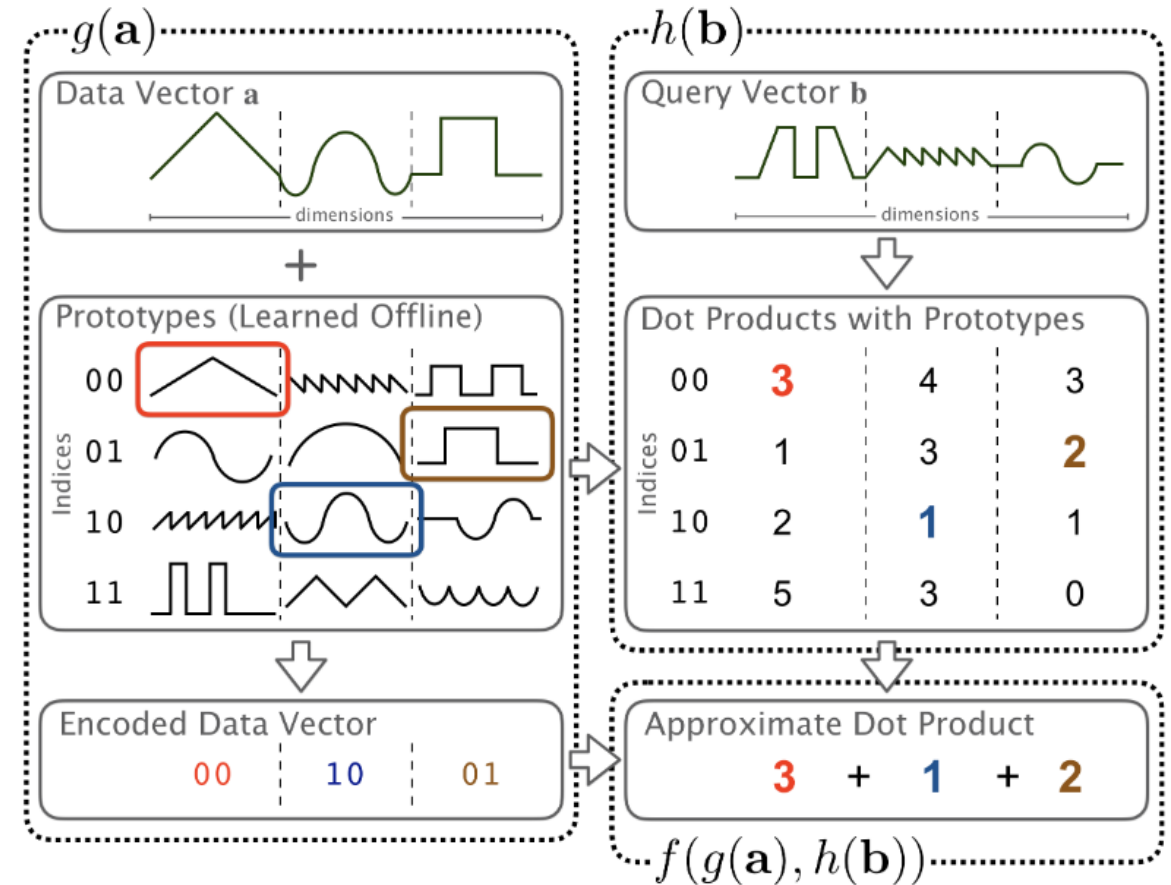 g(a)
Data Vector a
dimensions
+
Prototypes (Learned Offline)
Indices
00
01
10
11
Encoded Data Vector
00 10 01
h(b)
Query Vector b
dimensions
Dot Products with Prototypes
Indices
00 3 4 3
01 1 3 2
10 2 1 1
11 5 3 0
Approximate Dot Product
3 + 1 + 2
f(g(a), h(b))